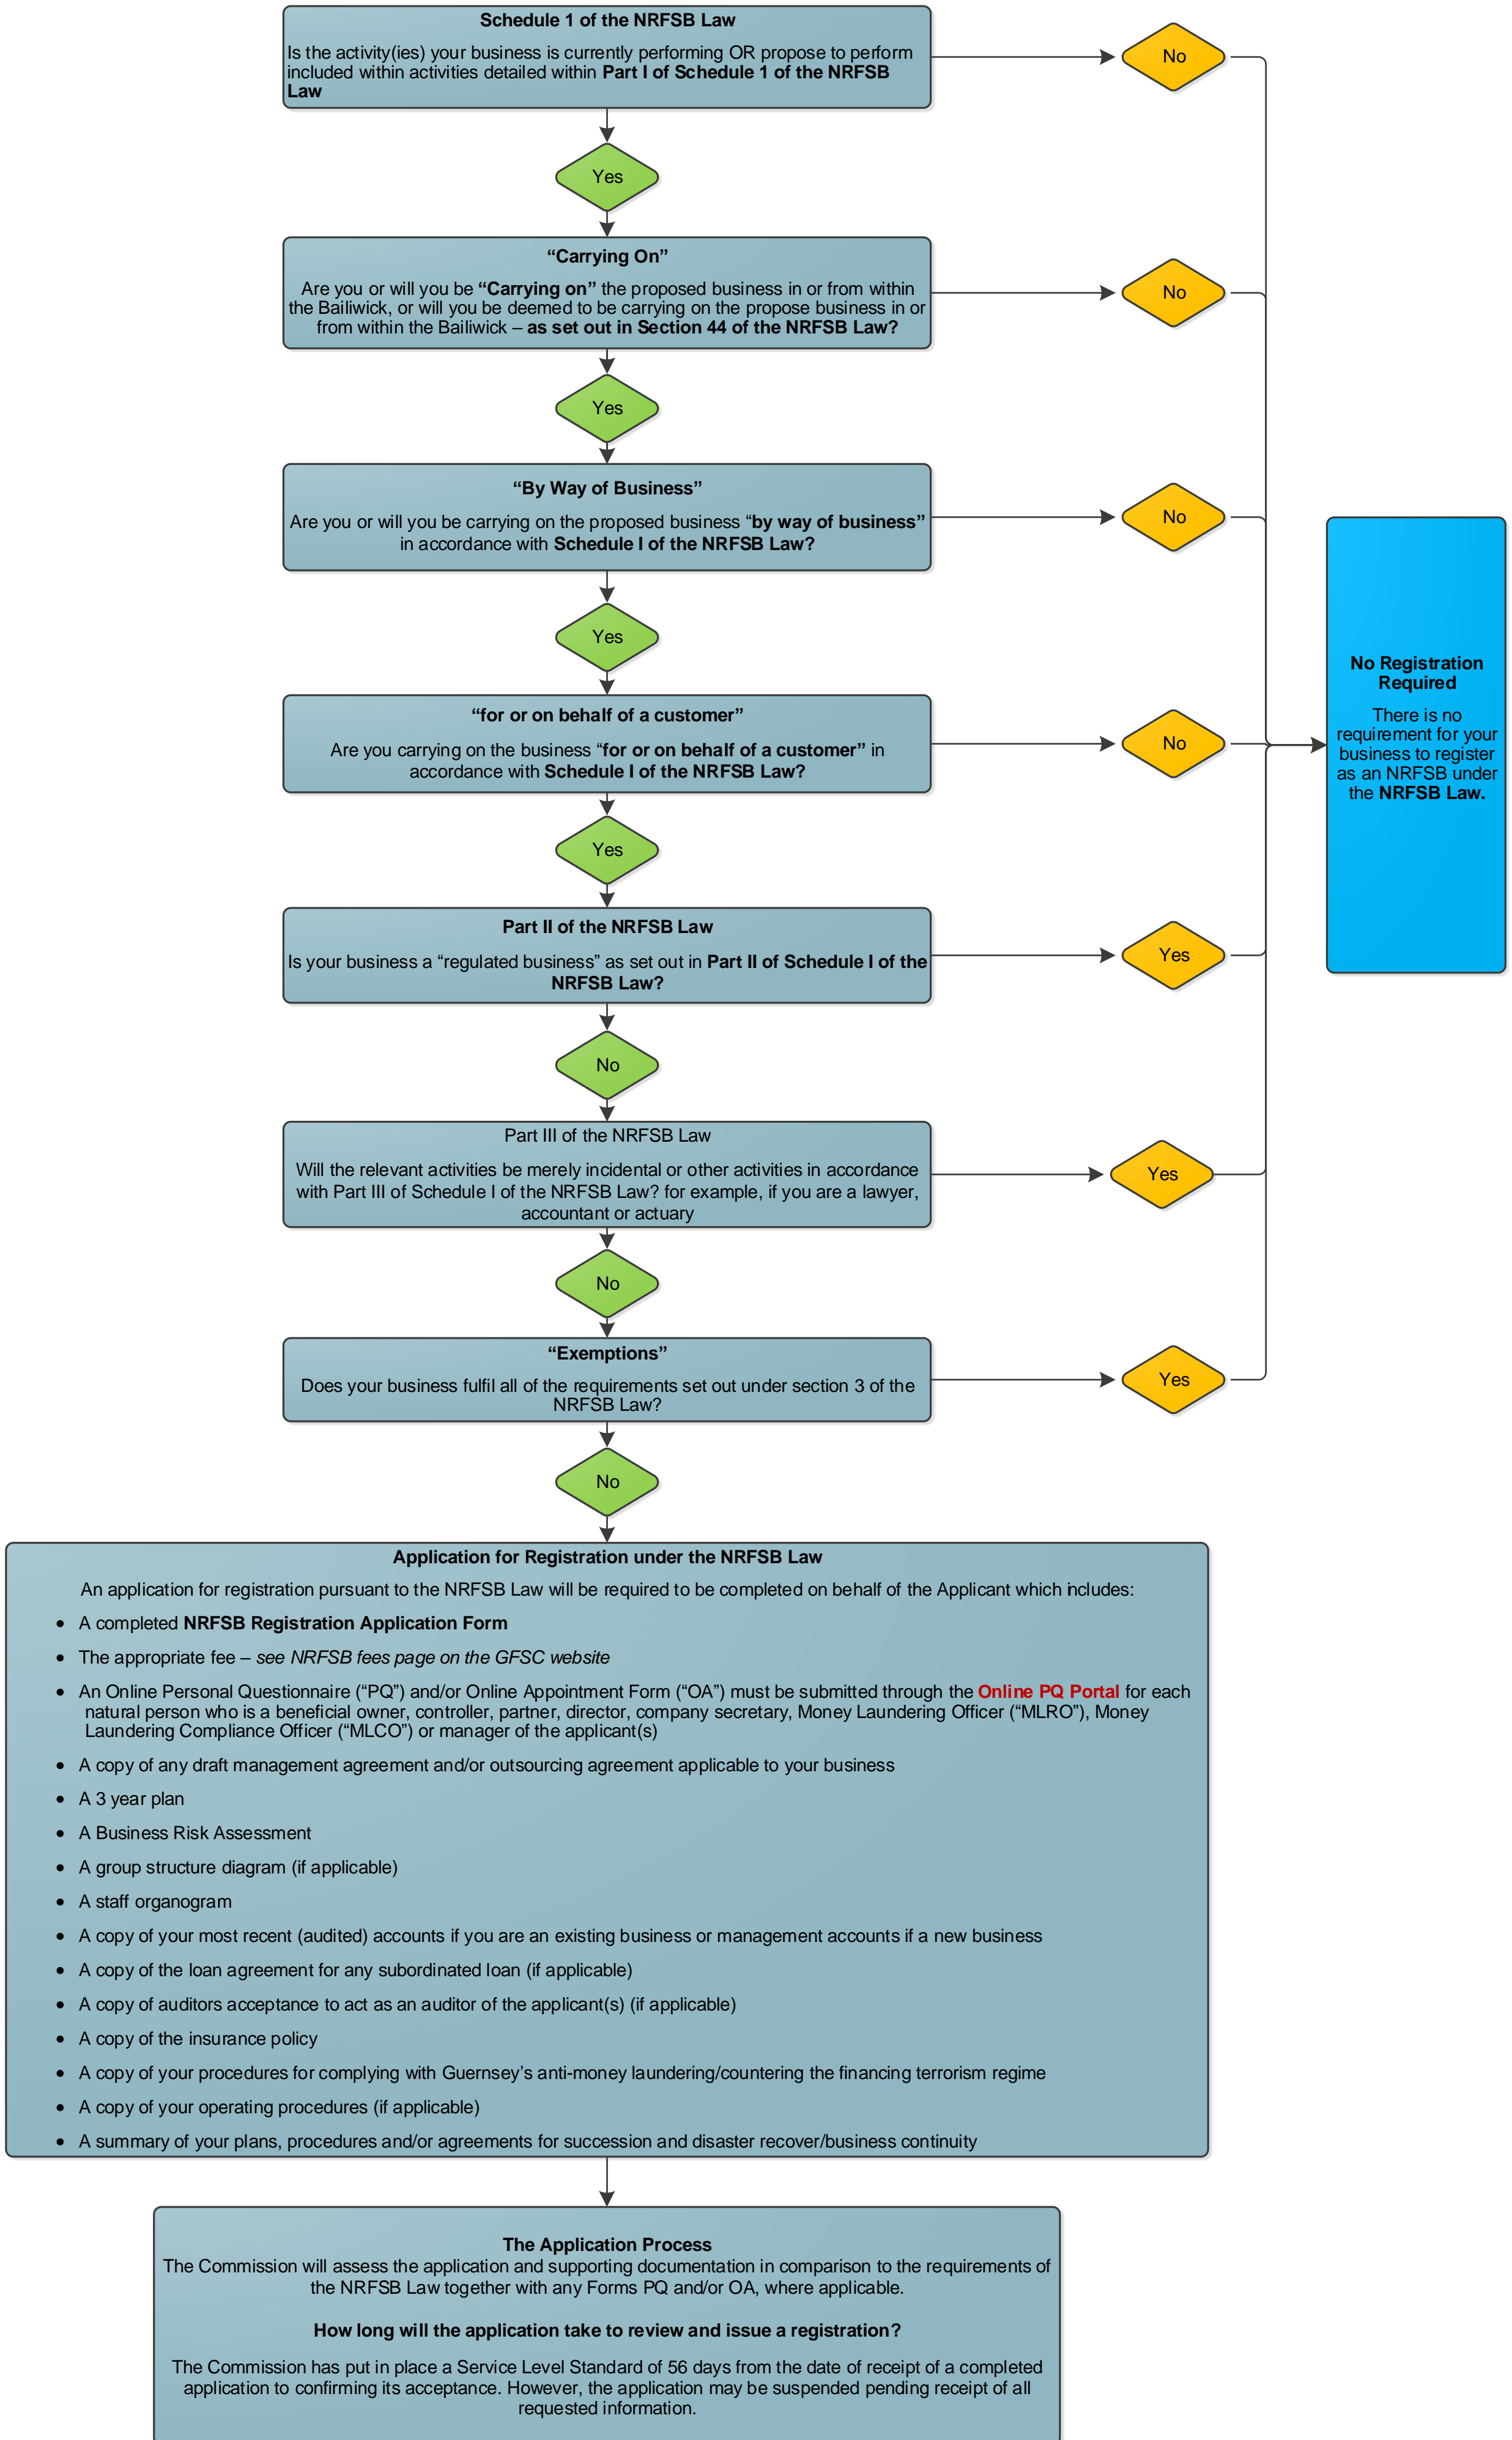 Schedule 1 of the NRFSB Law
Is the activity(ies) your business is currently performing OR propose to perform
included within activities detailed within Part I of Schedule 1 of the NRFSB
Law
No
Yes
“Carrying On”
Are you or will you be “Carrying on” the proposed business in or from within
the Bailiwick, or will you be deemed to be carrying on the propose business in or
from within the Bailiwick – as set out in Section 44 of the NRFSB Law?
No
Yes
“By Way of Business”
Are you or will you be carrying on the proposed business “by way of business”
in accordance with Schedule I of the NRFSB Law?
No
Yes
“for or on behalf of a customer”
Are you carrying on the business “for or on behalf of a customer” in
accordance with Schedule I of the NRFSB Law?
No
Yes
No Registration
Required
There is no
requirement for your
business to register
as an NRFSB under
the NRFSB Law.
Part II of the NRFSB Law
Is your business a “regulated business” as set out in Part II of Schedule I of the
NRFSB Law?
Yes
No
Part III of the NRFSB Law
Will the relevant activities be merely incidental or other activities in accordance
with Part III of Schedule I of the NRFSB Law? for example, if you are a lawyer,
accountant or actuary
Yes
No
“Exemptions”
Does your business fulfil all of the requirements set out under section 3 of the
NRFSB Law?
Yes
No
Application for Registration under the NRFSB Law
An application for registration pursuant to the NRFSB Law will be required to be completed on behalf of the Applicant which includes:
• A completed NRFSB Registration Application Form
• The appropriate fee – see NRFSB fees page on the GFSC website
• An Online Personal Questionnaire (“PQ”) and/or Online Appointment Form (“OA”) must be submitted through the Online PQ Portal for each
natural person who is a beneficial owner, controller, partner, director, company secretary, Money Laundering Officer (“MLRO”), Money
Laundering Compliance Officer (“MLCO”) or manager of the applicant(s)
• A copy of any draft management agreement and/or outsourcing agreement applicable to your business
• A 3 year plan
• A Business Risk Assessment
• A group structure diagram (if applicable)
• A staff organogram
• A copy of your most recent (audited) accounts if you are an existing business or management accounts if a new business
• A copy of the loan agreement for any subordinated loan (if applicable)
• A copy of auditors acceptance to act as an auditor of the applicant(s) (if applicable)
• A copy of the insurance policy
• A copy of your procedures for complying with Guernsey’s anti-money laundering/countering the financing terrorism regime
• A copy of your operating procedures (if applicable)
• A summary of your plans, procedures and/or agreements for succession and disaster recover/business continuity
The Application Process
The Commission will assess the application and supporting documentation in comparison to the requirements of
the NRFSB Law together with any Forms PQ and/or OA, where applicable.
How long will the application take to review and issue a registration?
The Commission has put in place a Service Level Standard of 56 days from the date of receipt of a completed
application to confirming its acceptance. However, the application may be suspended pending receipt of all
requested information.